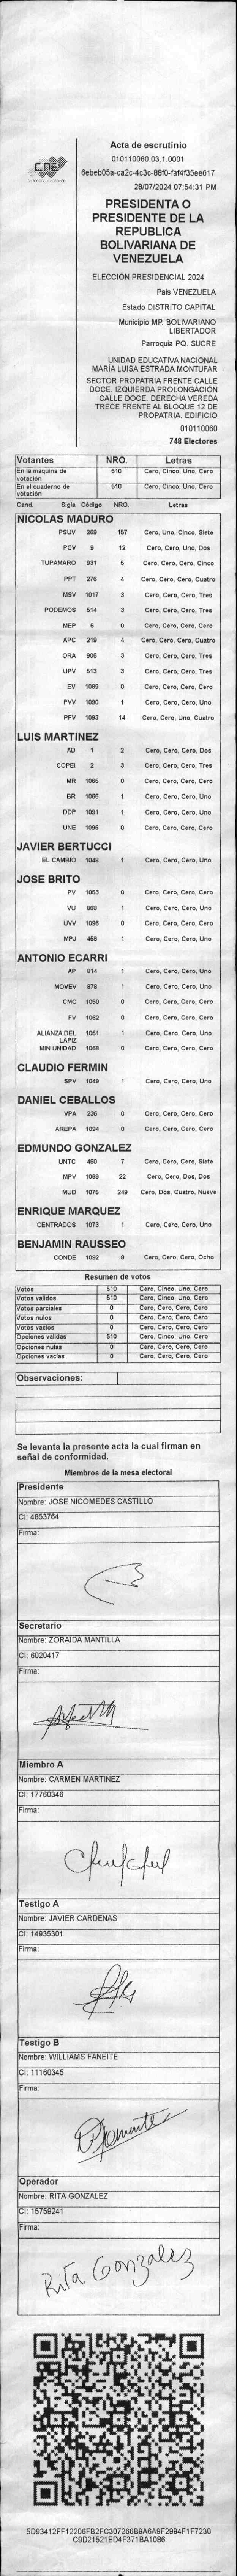 CNE
Acta de escrutinio
010110060.03.1.0001
6ebeb05a-ca2c-4c3c-88f0-faf4f35ee617
28/07/2024 07:54:31 PM
PRESIDENTA O
PRESIDENTE DE LA
REPUBLICA
BOLIVARIANA DE
VENEZUELA
ELECCIÓN PRESIDENCIAL 2024
País VENEZUELA
Estado DISTRITO CAPITAL
Municipio MP. BOLIVARIANO
LIBERTADOR
Parroquia PQ. SUCRE
UNIDAD EDUCATIVA NACIONAL
MARÍA LUISA ESTRADA MONTUFAR
SECTOR PROPATRIA FRENTE CALLE
DOCE. IZQUIERDA PROLONGACIÓN
CALLE DOCE. DERECHA VEREDA
TRECE FRENTE AL BLOQUE 12 DE
PROPATRIA. EDIFICIO
010110060
748 Electores
Votantes NRO. Letras
En la maquina de votación 510 Cero, Cinco, Uno, Cero
En el cuaderno de votación 510 Cero, Cinco, Uno, Cero
Cand. Sigla Código NRO. Letras
NICOLAS MADURO
PSUV 269 157 Cero, Uno, Cinco, Siete
PCV 9 12 Cero, Cero, Uno, Dos
TUPAMARO 931 5 Cero, Cero, Cero, Cinco
PPT 276 4 Cero, Cero, Cero, Cuatro
MSV 1017 3 Cero, Cero, Cero, Tres
PODEMOS 514 3 Cero, Cero, Cero, Tres
MEP 6 0 Cero, Cero, Cero, Cero
APC 219 4 Cero, Cero, Cero, Cuatro
ORA 906 3 Cero, Cero, Cero, Tres
UPV 513 3 Cero, Cero, Cero, Tres
EV 1089 0 Cero, Cero, Cero, Cero
PVV 1090 1 Cero, Cero, Cero, Uno
PFV 1093 14 Cero, Cero, Uno, Cuatro
LUIS MARTINEZ
AD 1 2 Cero, Cero, Cero, Dos
COPEI 2 3 Cero, Cero, Cero, Tres
MR 1065 0 Cero, Cero, Cero, Cero
BR 1066 1 Cero, Cero, Cero, Uno
DDP 1091 1 Cero, Cero, Cero, Uno
UNE 1095 0 Cero, Cero, Cero, Cero
JAVIER BERTUCCI
EL CAMBIO 1048 1 Cero, Cero, Cero, Uno
JOSE BRITO
PV 1053 0 Cero, Cero, Cero, Cero
VU 868 1 Cero, Cero, Cero, Uno
UVV 1096 0 Cero, Cero, Cero, Cero
MPJ 458 1 Cero, Cero, Cero, Uno
ANTONIO ECARRI
AP 814 1 Cero, Cero, Cero, Uno
MOVEV 878 1 Cero, Cero, Cero, Uno
CMC 1050 0 Cero, Cero, Cero, Cero
FV 1062 0 Cero, Cero, Cero, Cero
ALIANZA DEL LAPIZ 1051 1 Cero, Cero, Cero, Uno
MIN UNIDAD 1069 0 Cero, Cero, Cero, Cero
CLAUDIO FERMIN
SPV 1049 1 Cero, Cero, Cero, Uno
DANIEL CEBALLOS
VPA 236 0 Cero, Cero, Cero, Cero
AREPA 1094 0 Cero, Cero, Cero, Cero
EDMUNDO GONZALEZ
UNTC 460 7 Cero, Cero, Cero, Siete
MPV 1068 22 Cero, Cero, Dos, Dos
MUD 1075 249 Cero, Dos, Cuatro, Nueve
ENRIQUE MARQUEZ
CENTRADOS 1073 1 Cero, Cero, Cero, Uno
BENJAMIN RAUSSEO
CONDE 1092 8 Cero, Cero, Cero, Ocho
Resumen de votos
Votos 510 Cero, Cinco, Uno, Cero
Votos validos 510 Cero, Cinco, Uno, Cero
Votos parciales 0 Cero, Cero, Cero, Cero
Votos nulos 0 Cero, Cero, Cero, Cero
Votos vacios 0 Cero, Cero, Cero, Cero
Opciones validas 510 Cero, Cinco, Uno, Cero
Opciones nulas 0 Cero, Cero, Cero, Cero
Opciones vacias 0 Cero, Cero, Cero, Cero
Observaciones:
Se levanta la presente acta la cual firman en
señal de conformidad.
Miembros de la mesa electoral
Presidente
Nombre: JOSE NICOMEDES CASTILLO
CI: 4853764
Firma:
Secretario
Nombre: ZORAIDA MANTILLA
CI: 6020417
Firma:
Miembro A
Nombre: CARMEN MARTINEZ
CI: 17760346
Firma:
Testigo A
Nombre: JAVIER CARDENAS
CI: 14935301
Firma:
Testigo B
Nombre: WILLIAMS FANEITE
CI: 11160345
Firma:
Operador
Nombre: RITA GONZALEZ
CI: 15759241
Firma:
Rita Gonzalez
5D93412FF12206FB2FC307266B9A6A9F2994F1F7230
C9D21521ED4F371BA1086